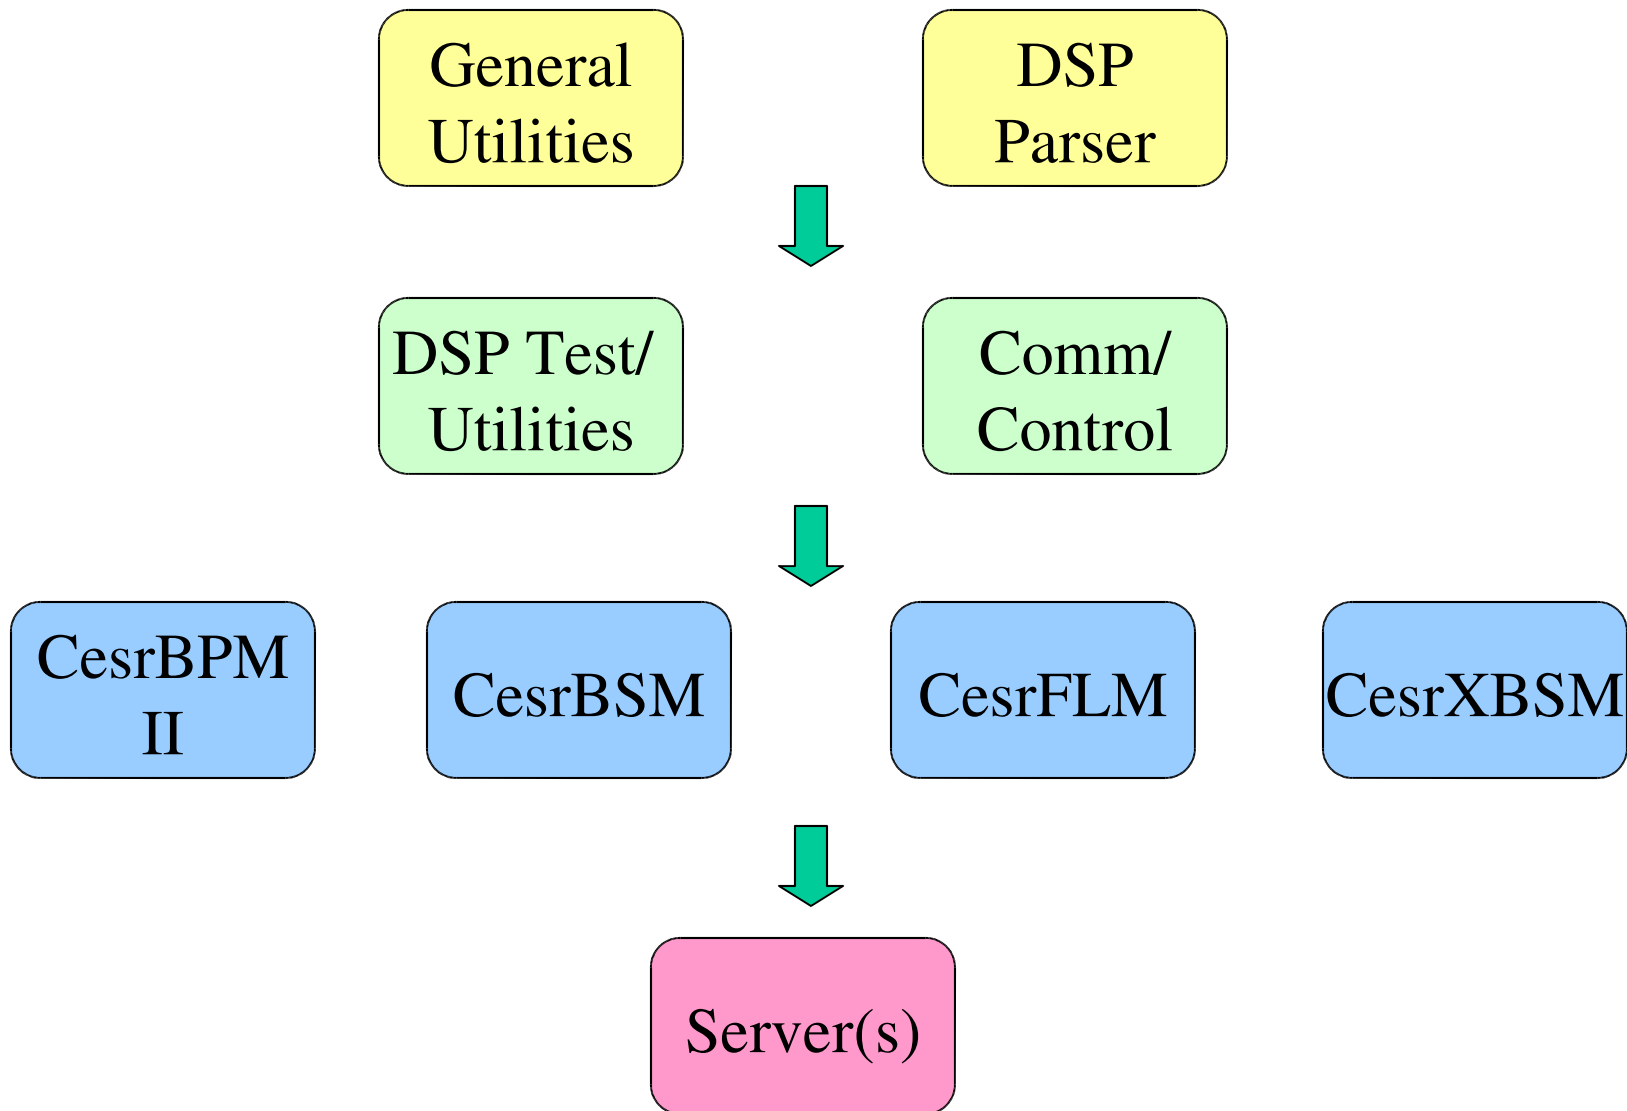 General
Utilities
DSP
Parser
DSP Test/
Utilities
Comm/
Control
CesrBPM
II
CesrBSM
CesrFLM
CesrXBSM
Server(s)